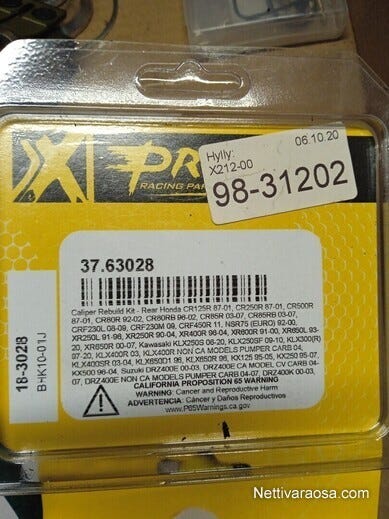 PR
RACING PAR
Hylly:
06.10.20
X212-00
98-31202
37.63028
Caliper Rebuild Kit - Rear Honda CR125R 87-01, CR250R 87-01, CR500R
87-01, CR80R 92-02, CR80RB 96-02, CR85R 03-07, CR85RB 03-07,
CRF230L 08-09, CRF230M 09, CRF450R 11, NSR75 (EURO) 92-00,
XR250L 91-96, XR250R 90-04, XR400R 96-04, XR600R 91-00, XR650L 93-
20, XR650R 00-07, Kawasaki KLX250S 06-20, KLX250SF 09-10, KLX300(R)
97-20, KLX400R 03, KLX400R NON CA MODELS PUMPER CARB 04,
KLX400SR 03-04, KLX650D1 96, KLX650R 96, KX125 95-05, KX250 95-07,
KX500 96-04, Suzuki DRZ400E 00-03, DRZ400E CA MODEL CV CARB 04-
07, DRZ400E NON CA MODELS PUMPER CARB 04-07, DRZ400K 00-03,
CALIFORNIA PROPOSITION 65 WARNING
WARNING: Cancer and Reproductive Harm
ADVERTENCIA: Cáncer y Daños Reproductivos
www.P65Warnings.ca.gov
18-3028
BHK10-01J
Nettivaraosa.com